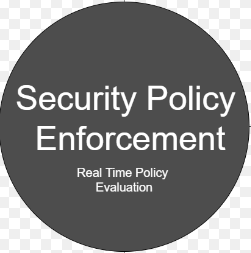 Security Policy
Enforcement
Real Time Policy
Evaluation